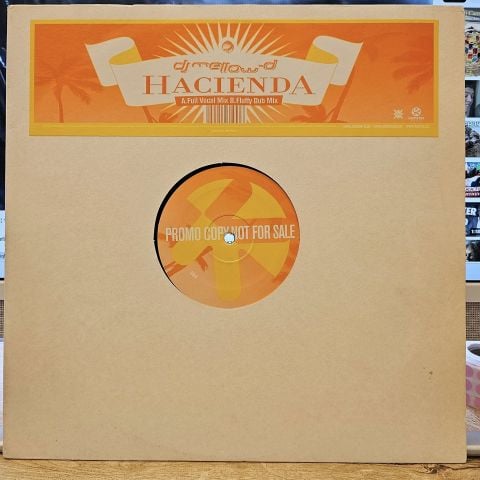 dj mellow-d
HACIENDA
A.Full Vocal Mix B.Fluffy Dub Mix
PROMO COPY NOT FOR SALE